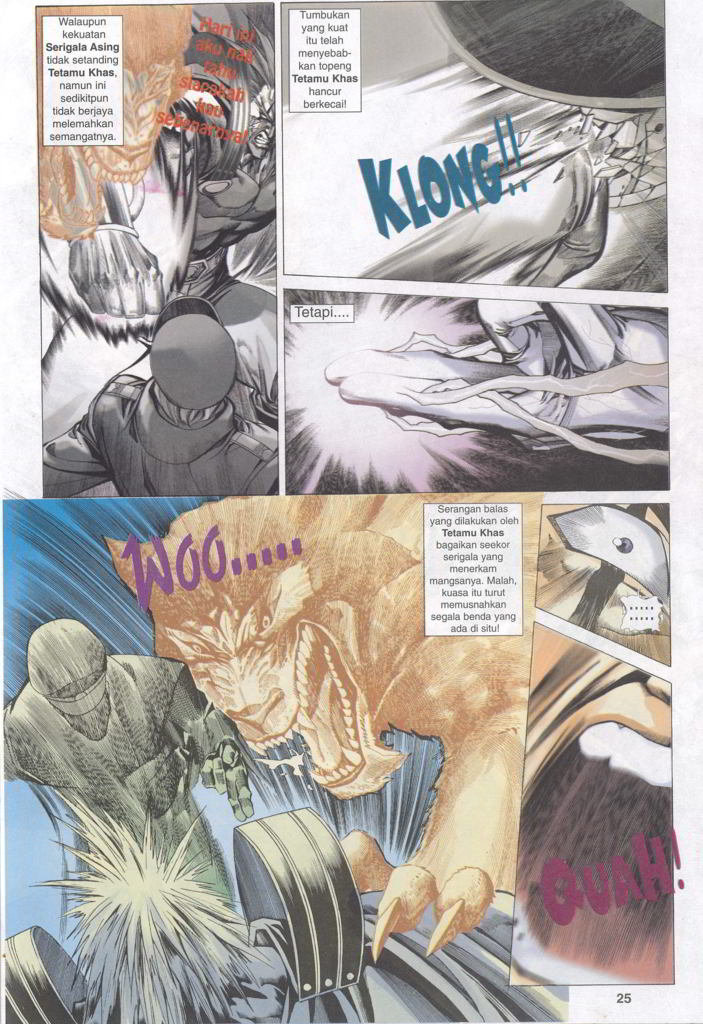 Walaupun
kekuatan
Serigala Asing
tidak setanding
Tetamu Khas,
namun ini
sedikitpun
tidak berjaya
melemahkan
semangatnya.
Hari ini
aku nak
tahu
siapakah
kau
sebenarnya!
Tumbukan
yang kuat
itu telah
menyebab-
kan topeng
Tetamu Khas
hancur
berkecai!
KLONG!!..
Tetapi....
WOO.....
Serangan balas
yang dilakukan oleh
Tetamu Khas
bagaikan seekor
serigala yang
menerkam
mangsanya. Malah,
kuasa itu turut
memusnahkan
segala benda yang
ada di situ!
.....
.....
QUAH!
25